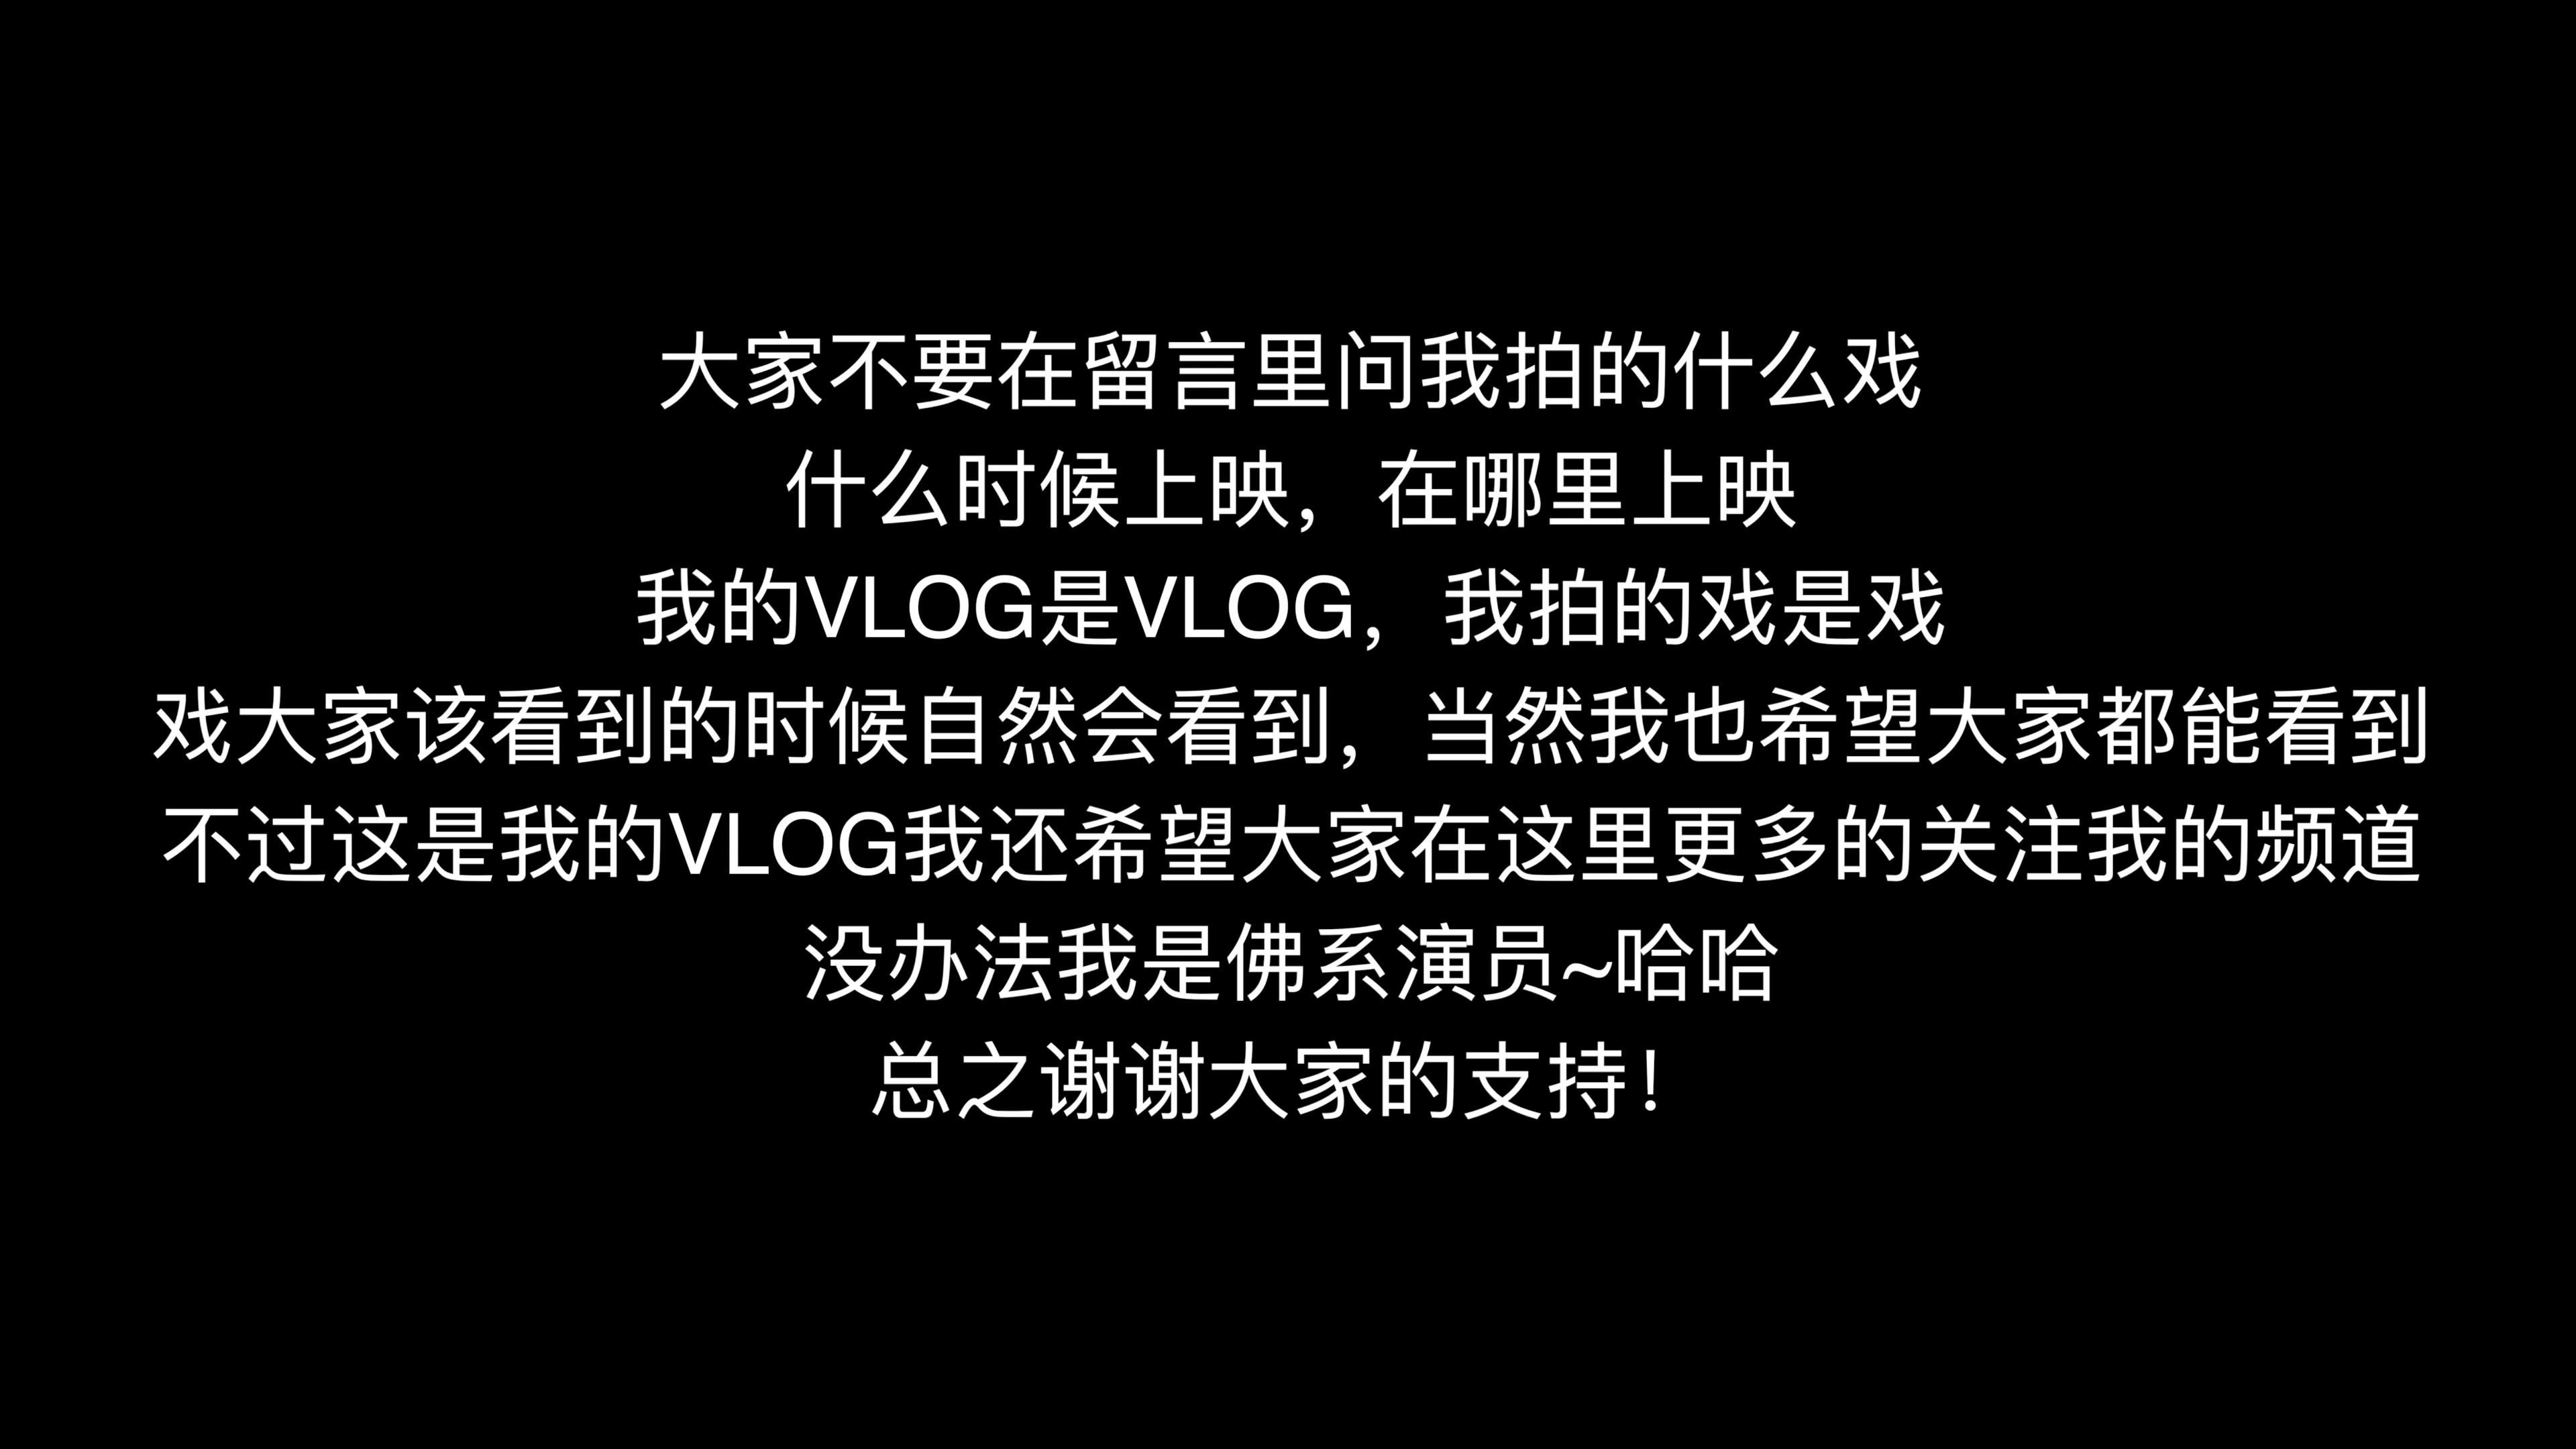 大家不要在留言里问我拍的什么戏
什么时候上映，在哪里上映
我的VLOG是VLOG，我拍的戏是戏
戏大家该看到的时候自然会看到，当然我也希望大家都能看到
不过这是我的VLOG我还希望大家在这里更多的关注我的频道
没办法我是佛系演员~哈哈
总之谢谢大家的支持！